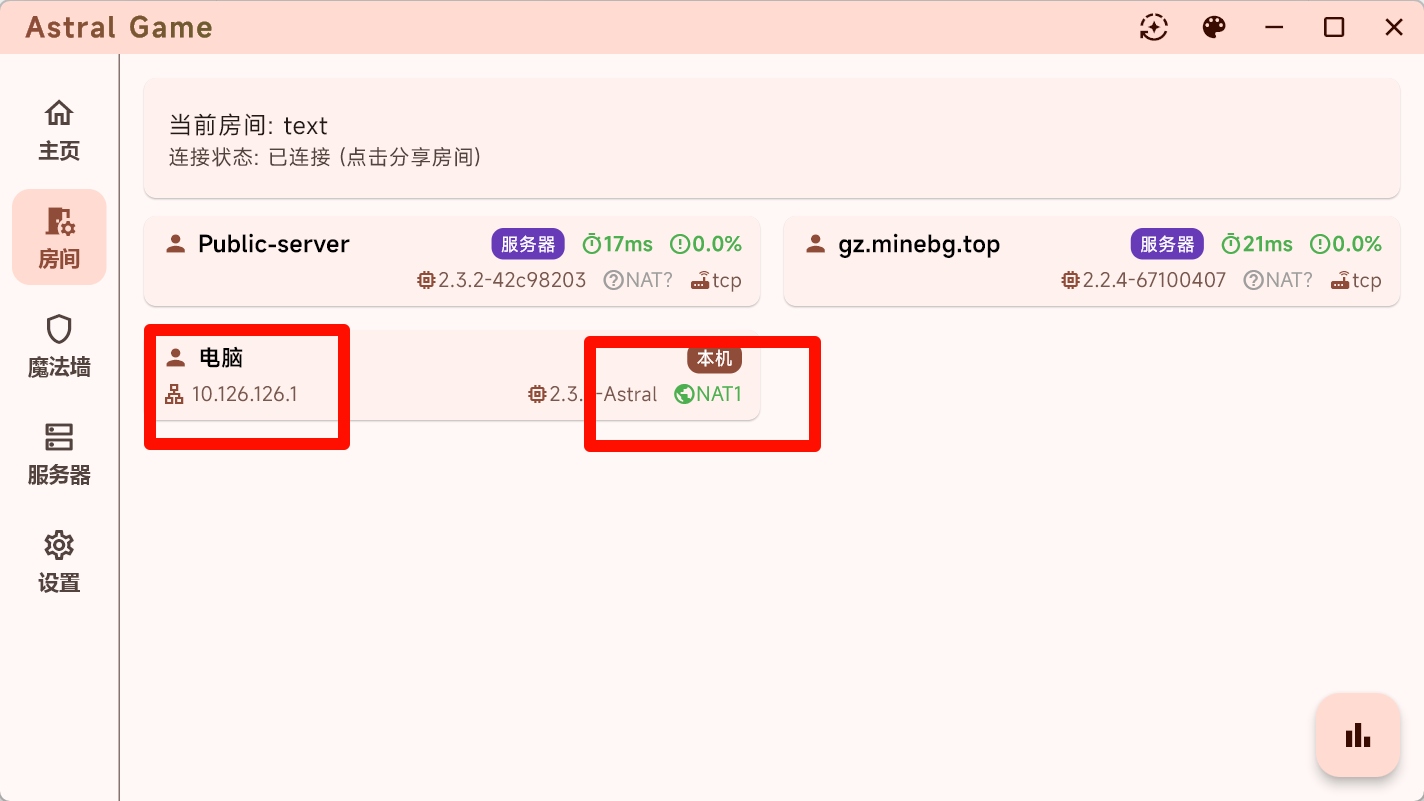 Astral Game
主页
房间
魔法墙
服务器
设置
当前房间: text
连接状态: 已连接 (点击分享房间)
Public-server 服务器 17ms 0.0%
2.3.2-42c98203 NAT? tcp
gz.minebg.top 服务器 21ms 0.0%
2.2.4-67100407 NAT? tcp
电脑 本机
10.126.126.1 2.3. -Astral NAT1